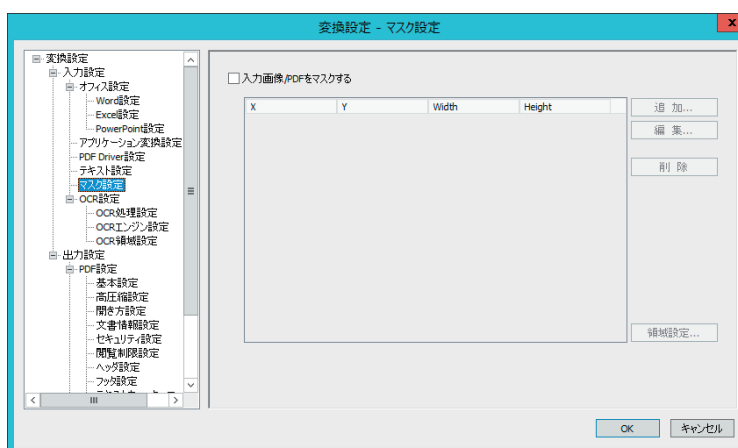 変換設定 - マスク設定
x
変換設定
入力設定
オフィス設定
Word設定
Excel設定
PowerPoint設定
アプリケーション変換設定
PDF Driver設定
テキスト設定
マスク設定
OCR設定
OCR処理設定
OCRエンジン設定
OCR領域設定
出力設定
PDF設定
基本設定
高圧縮設定
開き方設定
文書情報設定
セキュリティ設定
閲覧制限設定
ヘッダ設定
フッタ設定
入力画像/PDFをマスクする
X Y Width Height
追 加...
編 集...
削 除
領域設定...
OK キャンセル